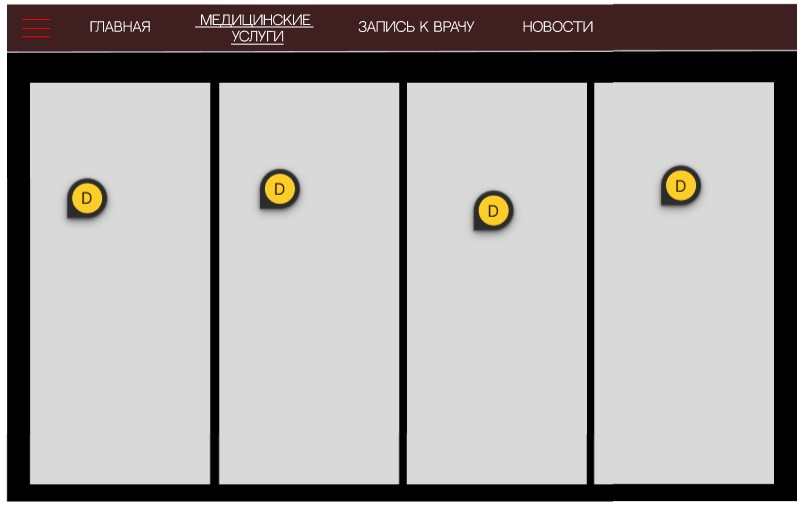 ГЛАВНАЯ
МЕДИЦИНСКИЕ
УСЛУГИ
ЗАПИСЬ К ВРАЧУ
НОВОСТИ
D
D
D
D